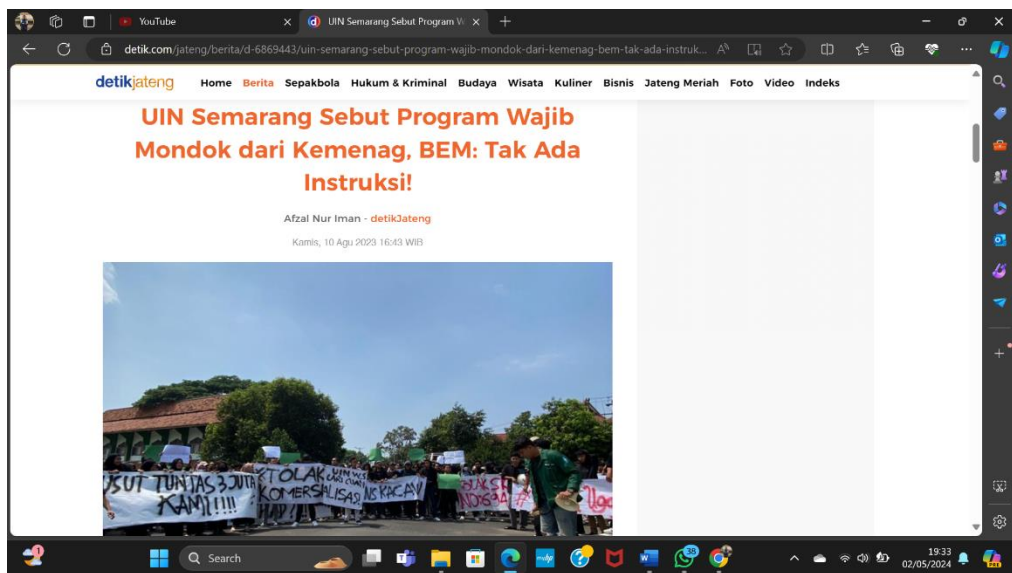 YouTube
UIN Semarang Sebut Program W
detik.com/jateng/berita/d-6869443/uin-semarang-sebut-program-wajib-mondok-dari-kemenag-bem-tak-ada-instruk...
detikjateng Home Berita Sepakbola Hukum & Kriminal Budaya Wisata Kuliner Bisnis Jateng Meriah Foto Video Indeks
UIN Semarang Sebut Program Wajib
Mondok dari Kemenag, BEM: Tak Ada
Instruksi!
Afzal Nur Iman - detikJateng
Kamis, 10 Agu 2023 16:43 WIB
USUT TUNTAS 3 JUTA
KAMI!!!!
TOLAK
KOMERSIALISASI
Search
38
19:33
02/05/2024